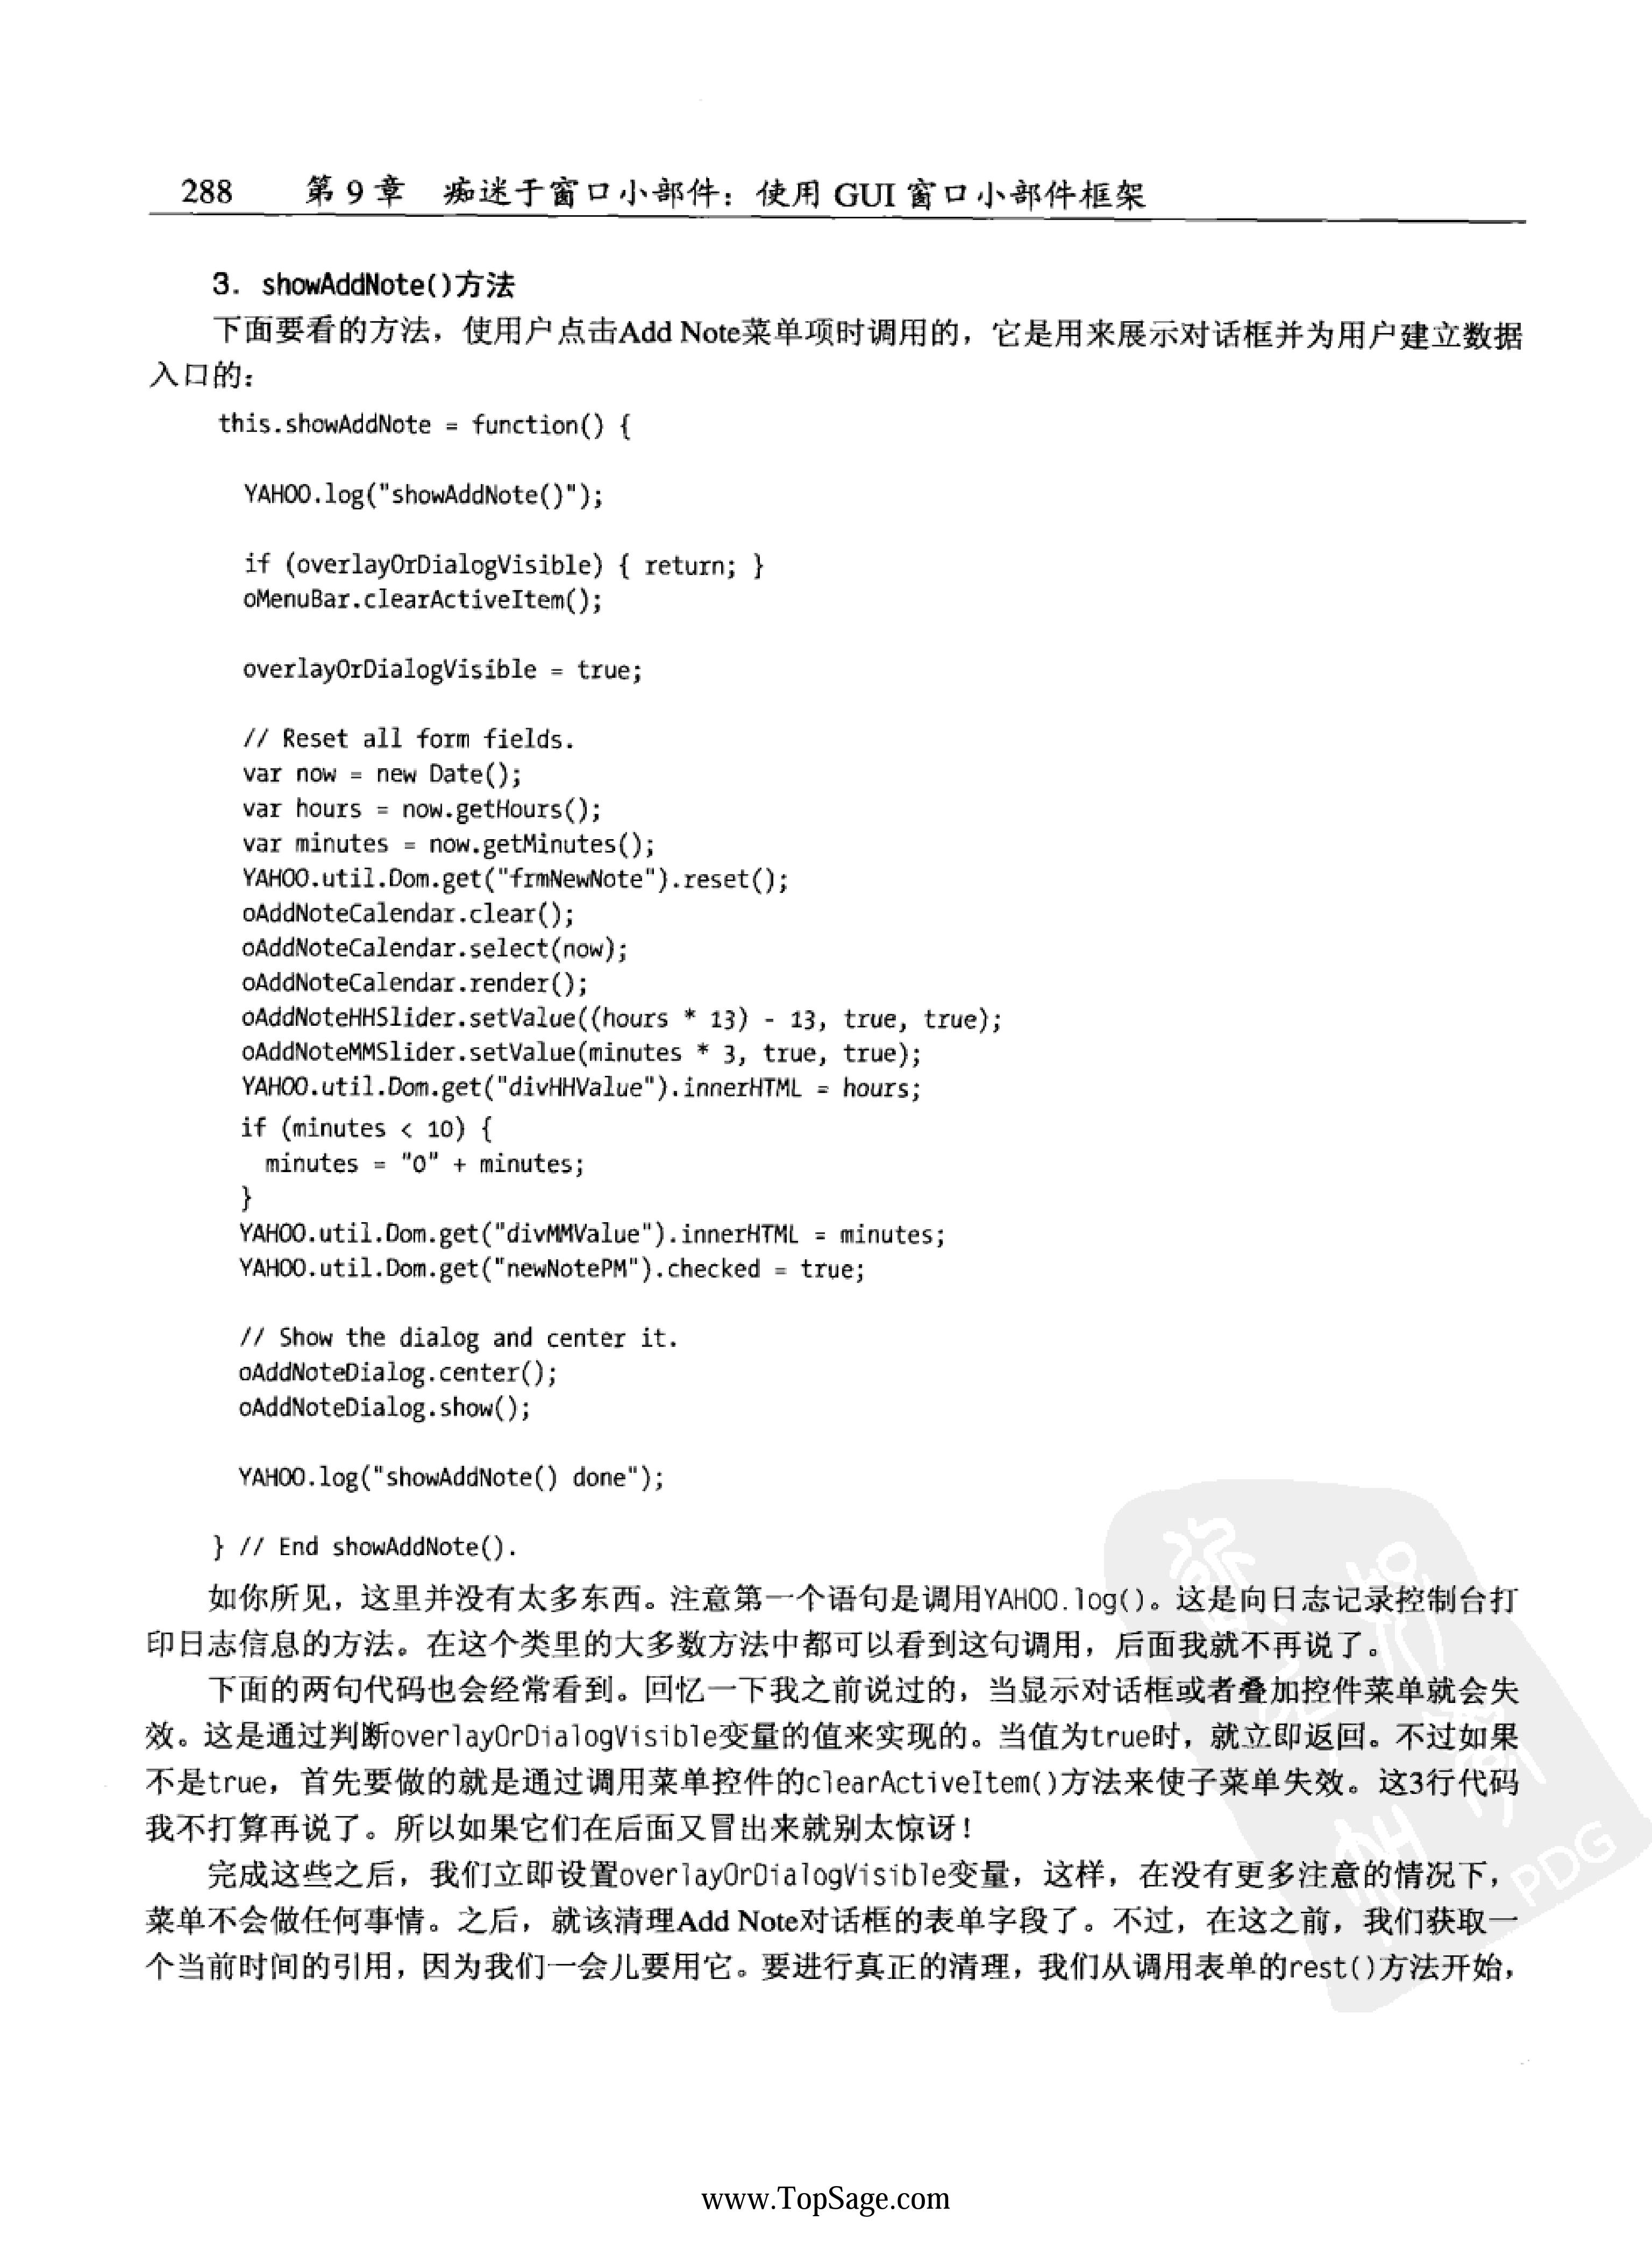 288 第 9 章 痴迷于窗口小部件：使用 GUI 窗口小部件框架
3. showAddNote()方法
下面要看的方法，使用户点击Add Note菜单项时调用的，它是用来展示对话框并为用户建立数据
入口的：
this.showAddNote = function() {
YAHOO.log("showAddNote()");
if (overlayOrDialogVisible) { return; }
oMenuBar.clearActiveItem();
overlayOrDialogVisible = true;
// Reset all form fields.
var now = new Date();
var hours = now.getHours();
var minutes = now.getMinutes();
YAHOO.util.Dom.get("frmNewNote").reset();
oAddNoteCalendar.clear();
oAddNoteCalendar.select(now);
oAddNoteCalendar.render();
oAddNoteHHSlider.setValue((hours * 13) - 13, true, true);
oAddNoteMMSlider.setValue(minutes * 3, true, true);
YAHOO.util.Dom.get("divHHValue").innerHTML = hours;
if (minutes < 10) {
minutes = "0" + minutes;
}
YAHOO.util.Dom.get("divMMValue").innerHTML = minutes;
YAHOO.util.Dom.get("newNotePM").checked = true;
// Show the dialog and center it.
oAddNoteDialog.center();
oAddNoteDialog.show();
YAHOO.log("showAddNote() done");
} // End showAddNote().
如你所见，这里并没有太多东西。注意第一个语句是调用YAHOO.log()。这是向日志记录控制台打
印日志信息的方法。在这个类里的大多数方法中都可以看到这句调用，后面我就不再说了。
下面的两句代码也会经常看到。回忆一下我之前说过的，当显示对话框或者叠加控件菜单就会失
效。这是通过判断overlayOrDialogVisible变量的值来实现的。当值为true时，就立即返回。不过如果
不是true，首先要做的就是通过调用菜单控件的clearActiveItem()方法来使子菜单失效。这3行代码
我不打算再说了。所以如果它们在后面又冒出来就别太惊讶！
完成这些之后，我们立即设置overlayOrDialogVisible变量，这样，在没有更多注意的情况下，
菜单不会做任何事情。之后，就该清理Add Note对话框的表单字段了。不过，在这之前，我们获取一
个当前时间的引用，因为我们一会儿要用它。要进行真正的清理，我们从调用表单的rest()方法开始，
PDG
www.TopSage.com